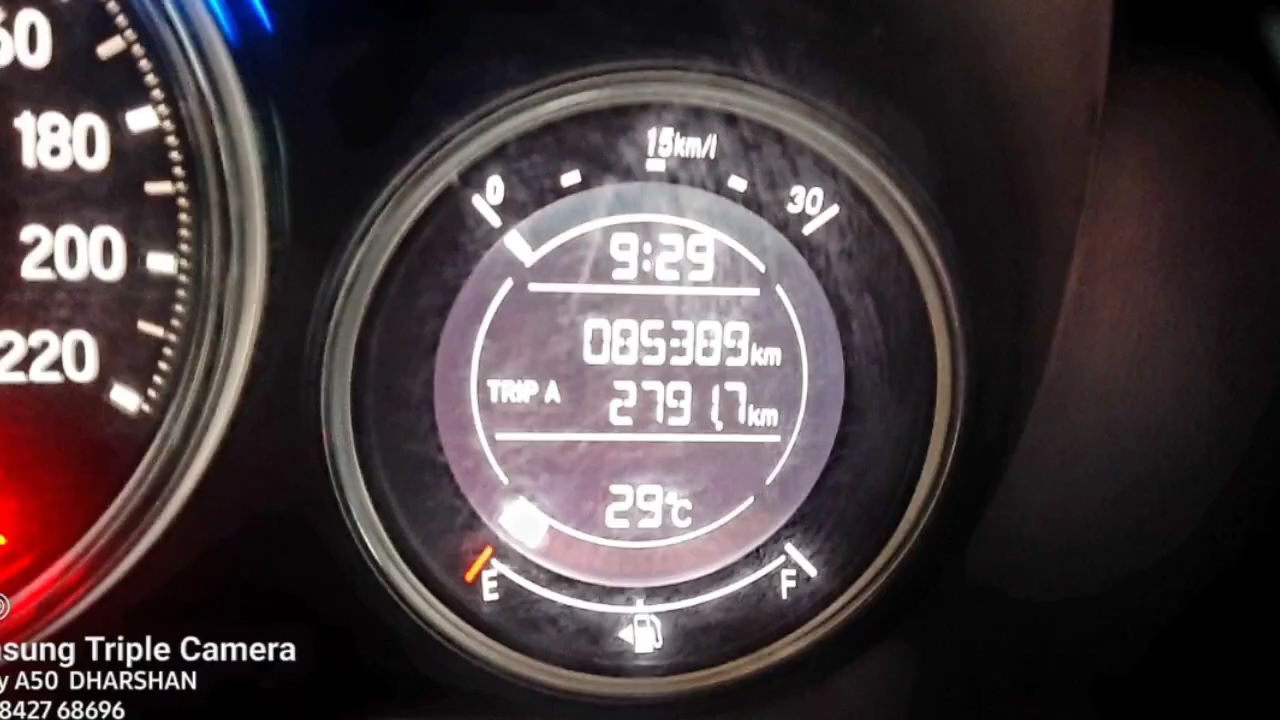 60
180
200
220
15km/l
0
30
9:29
085389km
TRIP A 2791.7km
29℃
E
F
sung Triple Camera
y A50 DHARSHAN
8427 68696